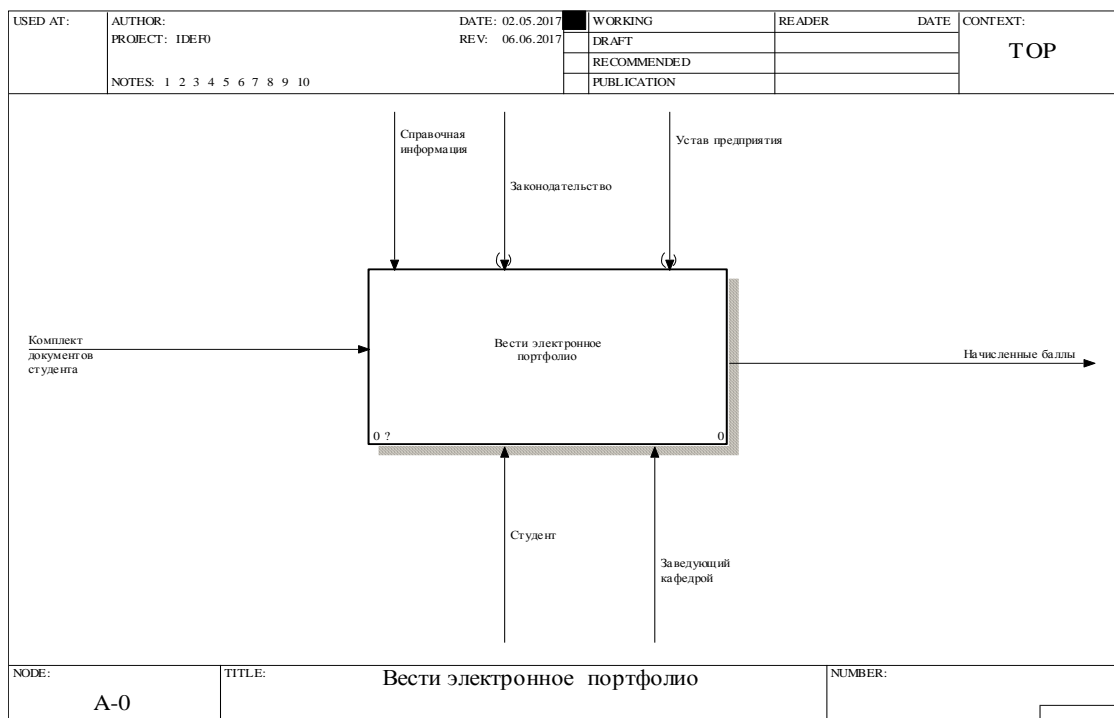 USED AT:
AUTHOR:
DATE: 02.05.2017
WORKING
READER
DATE
CONTEXT:
PROJECT: IDEF0
REV: 06.06.2017
DRAFT
TOP
RECOMMENDED
NOTES: 1 2 3 4 5 6 7 8 9 10
PUBLICATION
Справочная
информация
Устав предприятия
Законодательство
Комплект
документов
студента
Вести электронное
портфолио
Начисленные баллы
0 ?
0
Студент
Заведующий
кафедрой
NODE:
TITLE:
Вести электронное портфолио
NUMBER:
A-0